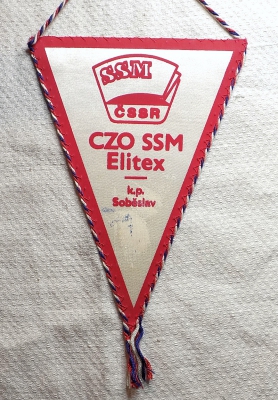 SSM
ČSSR
CZO SSM
Elitex
k.p.
Soběslav